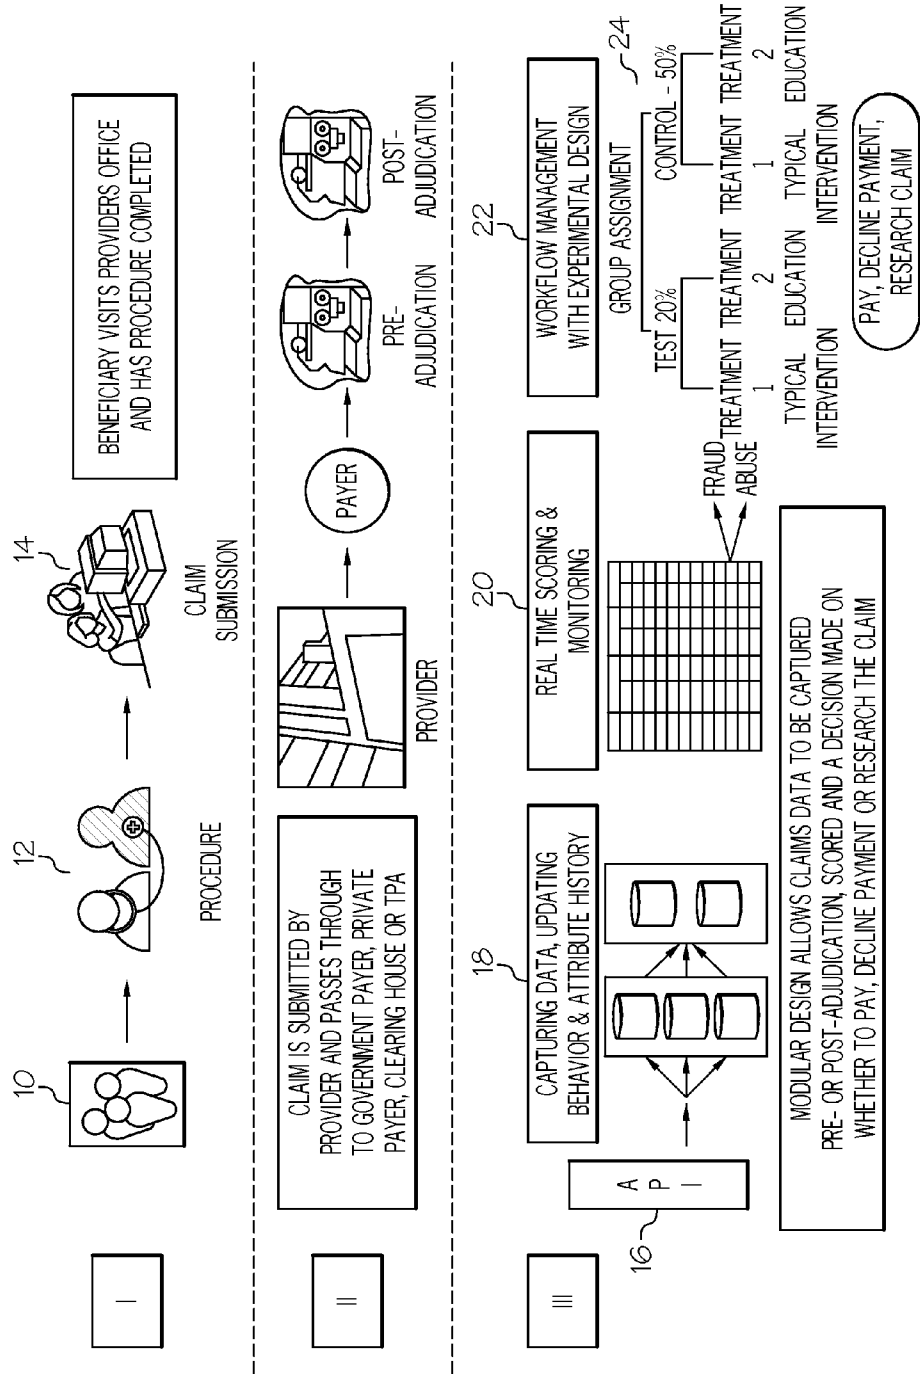 I
10
12
PROCEDURE
14
CLAIM
SUBMISSION
BENEFICIARY VISITS PROVIDERS OFFICE
AND HAS PROCEDURE COMPLETED
II
CLAIM IS SUBMITTED BY
PROVIDER AND PASSES THROUGH
TO GOVERNMENT PAYER, PRIVATE
PAYER, CLEARING HOUSE OR TPA
PROVIDER
PAYER
PRE-
ADJUDICATION
POST-
ADJUDICATION
III
16
API
18
CAPTURING DATA, UPDATING
BEHAVIOR & ATTRIBUTE HISTORY
20
REAL TIME SCORING &
MONITORING
FRAUD
ABUSE
22
WORKFLOW MANAGEMENT
WITH EXPERIMENTAL DESIGN
GROUP ASSIGNMENT
24
TEST 20% CONTROL - 50%
TREATMENT TREATMENT TREATMENT TREATMENT
1 2 1 2
TYPICAL EDUCATION TYPICAL EDUCATION
INTERVENTION INTERVENTION
MODULAR DESIGN ALLOWS CLAIMS DATA TO BE CAPTURED
PRE- OR POST-ADJUDICATION, SCORED AND A DECISION MADE ON
WHETHER TO PAY, DECLINE PAYMENT OR RESEARCH THE CLAIM
PAY, DECLINE PAYMENT,
RESEARCH CLAIM